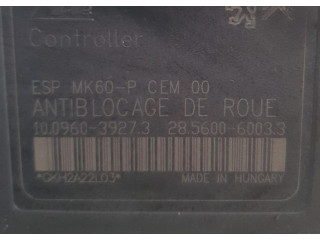 Controller
ESP MK60-P CEM 00
ANTIBLOCAGE DE ROUE
10.0960-3927.3 28.5600-6003.3
MADE IN HUNGARY